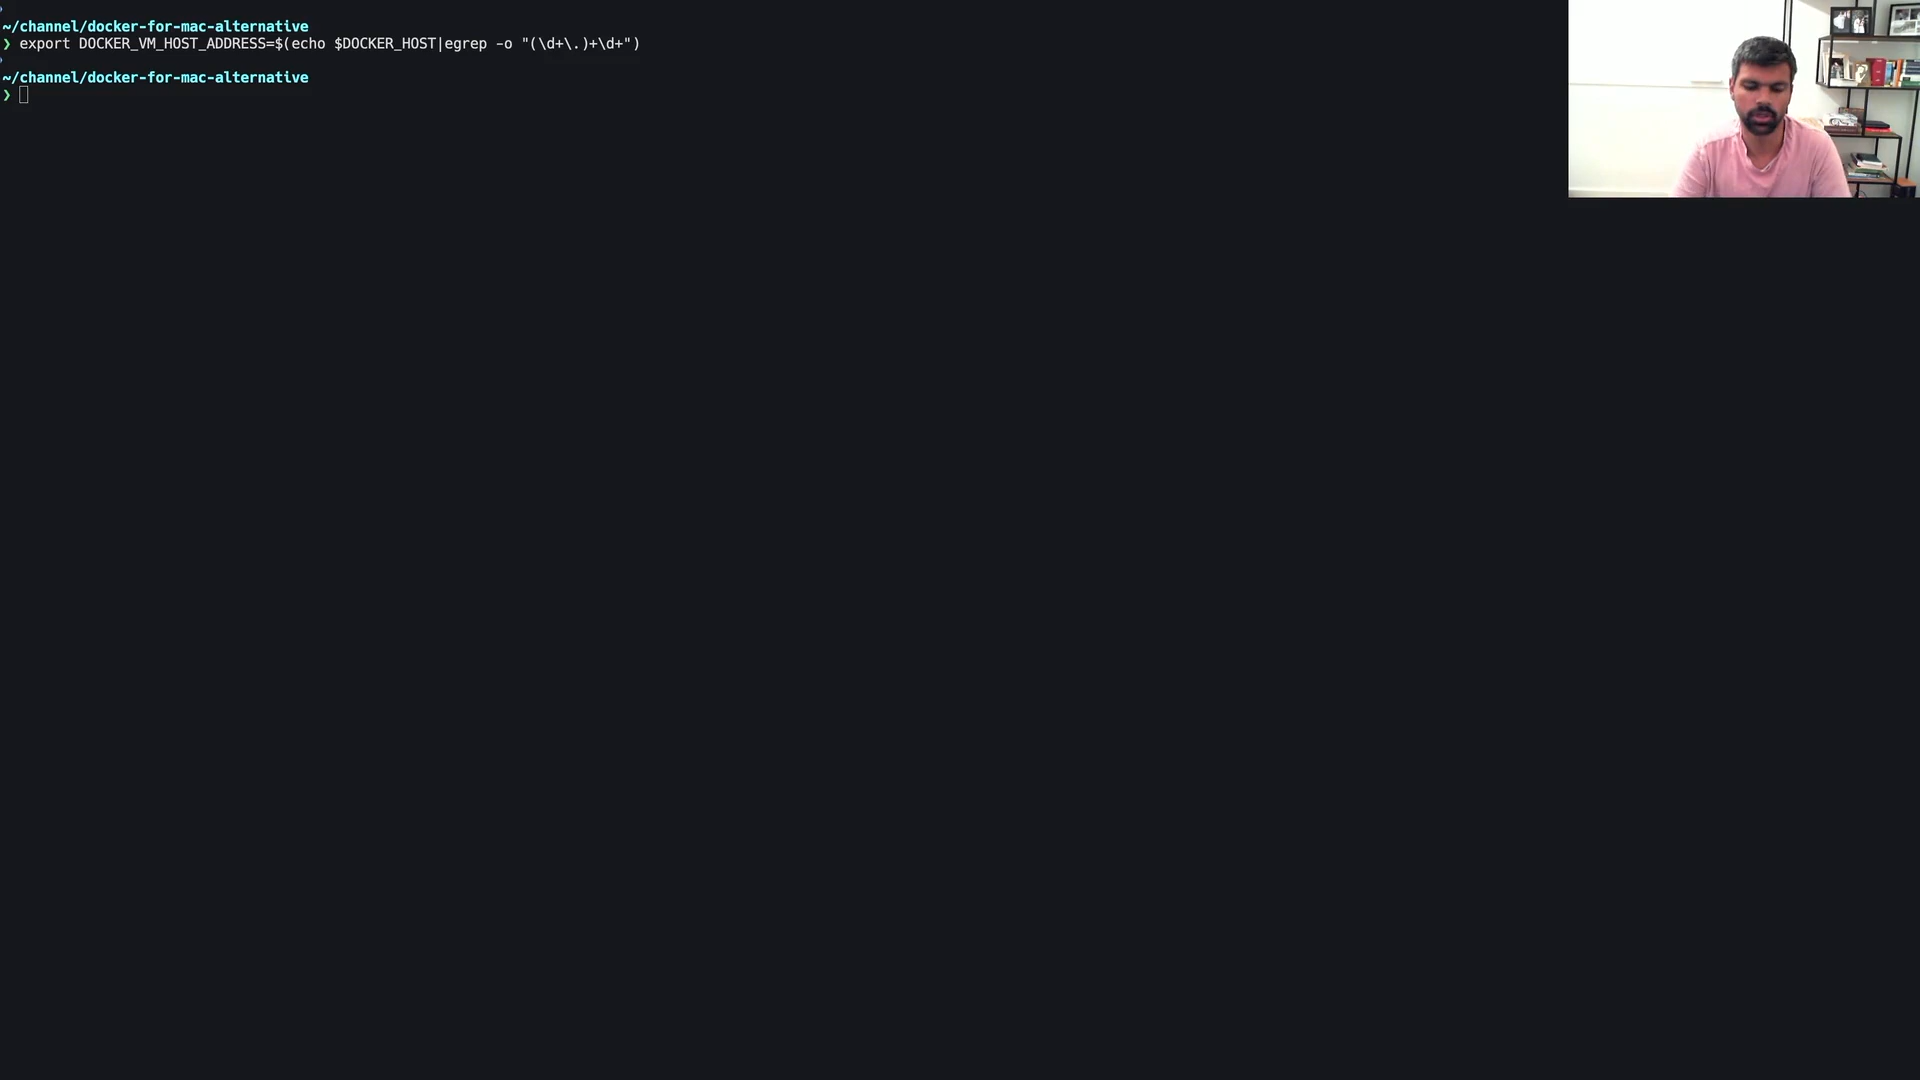 ~/channel/docker-for-mac-alternative
❯ export DOCKER_VM_HOST_ADDRESS=$(echo $DOCKER_HOST|egrep -o "(\d+\.)+\d+")
~/channel/docker-for-mac-alternative
❯